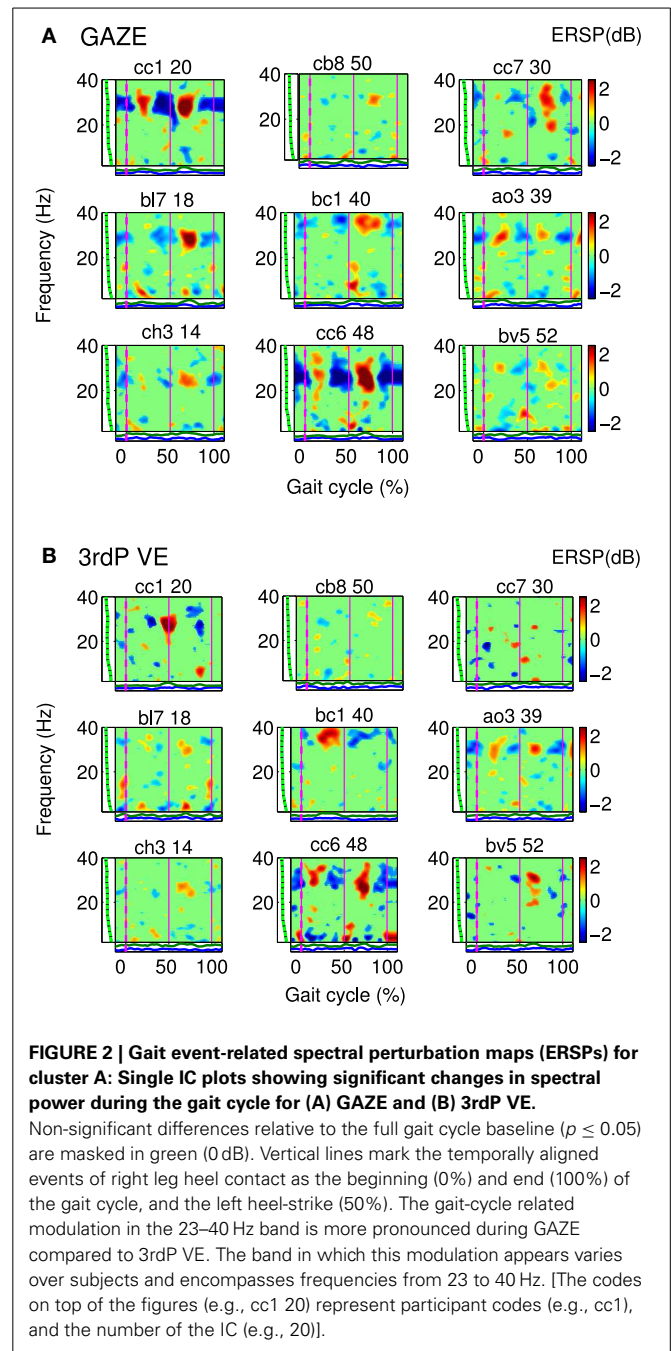 A GAZE ERSP(dB)
cc1 20 cb8 50 cc7 30
40 40 40 2
20 20 20 0
-2
bl7 18 bc1 40 ao3 39
40 40 40 2
20 20 20 0
-2
ch3 14 cc6 48 bv5 52
40 40 40 2
20 20 20 0
-2
0 50 100 0 50 100 0 50 100
Frequency (Hz)
Gait cycle (%)
B 3rdP VE ERSP(dB)
cc1 20 cb8 50 cc7 30
40 40 40 2
20 20 20 0
-2
bl7 18 bc1 40 ao3 39
40 40 40 2
20 20 20 0
-2
ch3 14 cc6 48 bv5 52
40 40 40 2
20 20 20 0
-2
0 50 100 0 50 100 0 50 100
Frequency (Hz)
Gait cycle (%)
FIGURE 2 | Gait event-related spectral perturbation maps (ERSPs) for
cluster A: Single IC plots showing significant changes in spectral
power during the gait cycle for (A) GAZE and (B) 3rdP VE.
Non-significant differences relative to the full gait cycle baseline (p ≤ 0.05)
are masked in green (0 dB). Vertical lines mark the temporally aligned
events of right leg heel contact as the beginning (0%) and end (100%) of
the gait cycle, and the left heel-strike (50%). The gait-cycle related
modulation in the 23–40 Hz band is more pronounced during GAZE
compared to 3rdP VE. The band in which this modulation appears varies
over subjects and encompasses frequencies from 23 to 40 Hz. [The codes
on top of the figures (e.g., cc1 20) represent participant codes (e.g., cc1),
and the number of the IC (e.g., 20)].